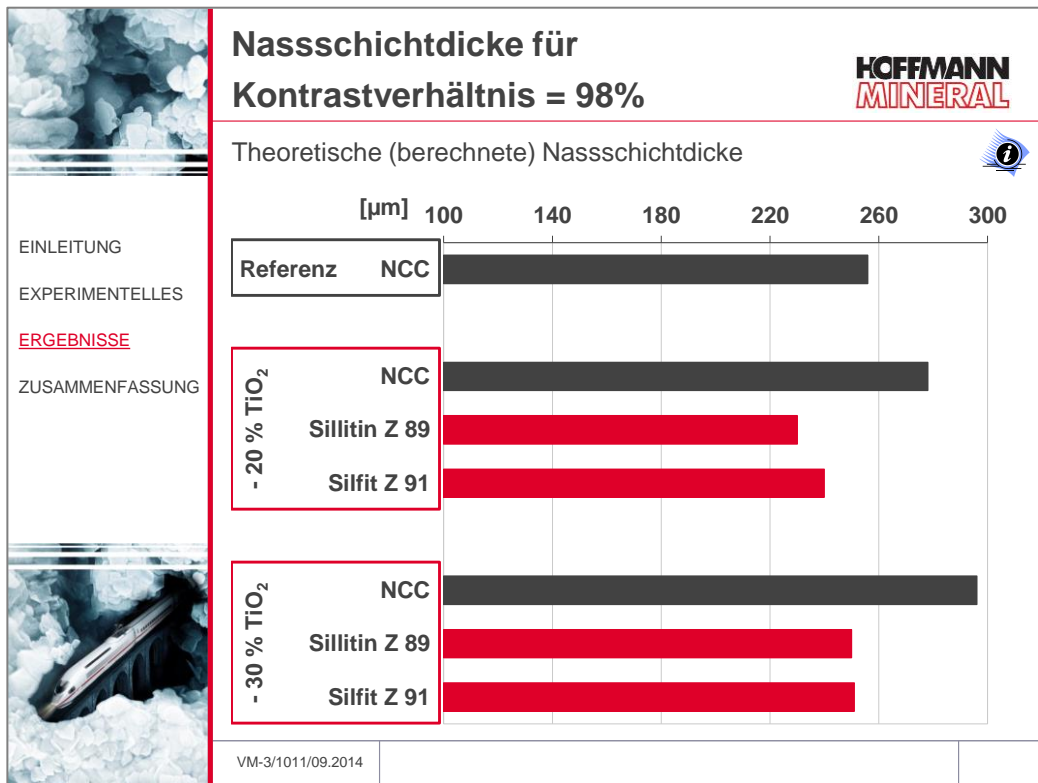 Nassschichtdicke für
Kontrastverhältnis = 98%
HOFFMANN
MINERAL
Theoretische (berechnete) Nassschichtdicke
i
EINLEITUNG
EXPERIMENTELLES
ERGEBNISSE
ZUSAMMENFASSUNG
[µm] 100 140 180 220 260 300
Referenz NCC
- 20 % TiO₂
NCC
Sillitin Z 89
Silfit Z 91
- 30 % TiO₂
NCC
Sillitin Z 89
Silfit Z 91
VM-3/1011/09.2014